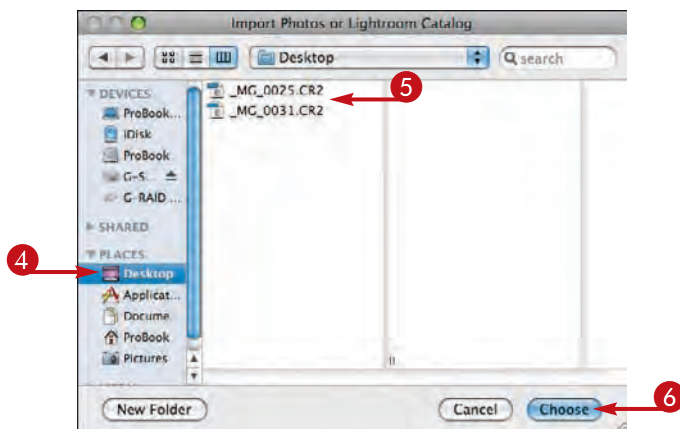 Import Photos or Lightroom Catalog
Desktop
search
DEVICES
ProBook...
iDisk
ProBook
G-S...
G-RAID ...
SHARED
PLACES
Desktop
Applicat...
Docume
ProBook
Pictures
_MG_0025.CR2
_MG_0031.CR2
5
4
New Folder
Cancel
Choose
6